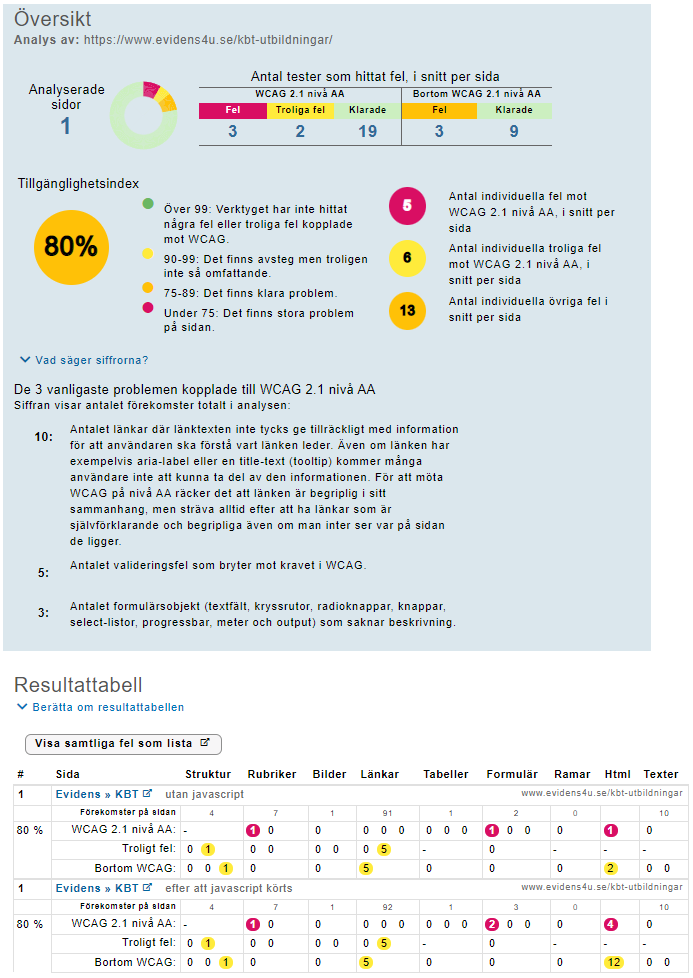 Översikt
Analys av: https://www.evidens4u.se/kbt-utbildningar/
Analyserade
sidor
1
Antal tester som hittat fel, i snitt per sida
WCAG 2.1 nivå AA Bortom WCAG 2.1 nivå AA
Fel Troliga fel Klarade Fel Klarade
3 2 19 3 9
Tillgänglighetsindex
80%
Över 99: Verktyget har inte hittat
några fel eller troliga fel kopplade
mot WCAG.
90-99: Det finns avsteg men troligen
inte så omfattande.
75-89: Det finns klara problem.
Under 75: Det finns stora problem
på sidan.
5
Antal individuella fel mot
WCAG 2.1 nivå AA, i snitt per
sida
6
Antal individuella troliga fel
mot WCAG 2.1 nivå AA, i
snitt per sida
13
Antal individuella övriga fel i
snitt per sida
Vad säger siffrorna?
De 3 vanligaste problemen kopplade till WCAG 2.1 nivå AA
Siffran visar antalet förekomster totalt i analysen:
10: Antalet länkar där länktexten inte tycks ge tillräckligt med information
för att användaren ska förstå vart länken leder. Även om länken har
exempelvis aria-label eller en title-text (tooltip) kommer många
användare inte att kunna ta del av den informationen. För att möta
WCAG på nivå AA räcker det att länken är begriplig i sitt
sammanhang, men sträva alltid efter att ha länkar som är
självförklarande och begripliga även om man inter ser var på sidan
de ligger.
5: Antalet valideringsfel som bryter mot kravet i WCAG.
3: Antalet formulärsobjekt (textfält, kryssrutor, radioknappar, knappar,
select-listor, progressbar, meter och output) som saknar beskrivning.
Resultattabell
Berätta om resultattabellen
Visa samtliga fel som lista
# Sida Struktur Rubriker Bilder Länkar Tabeller Formulär Ramar Html Texter
1 Evidens » KBT utan javascript www.evidens4u.se/kbt-utbildningar
Förekomster på sidan 4 7 1 91 1 2 0 10
80 % WCAG 2.1 nivå AA: - 1 0 0 0 0 0 0 0 0 1 0 0 0 1 0
Troligt fel: 0 1 0 0 0 0 0 5 - 0 - - -
Bortom WCAG: 0 0 1 0 5 2 0 0
1 Evidens » KBT efter att javascript körts www.evidens4u.se/kbt-utbildningar
Förekomster på sidan 4 7 1 92 1 3 0 10
80 % WCAG 2.1 nivå AA: - 1 0 0 0 0 0 0 0 0 2 0 0 0 4 0
Troligt fel: 0 1 0 0 0 0 0 5 - 0 - - -
Bortom WCAG: 0 0 1 0 5 12 0 0